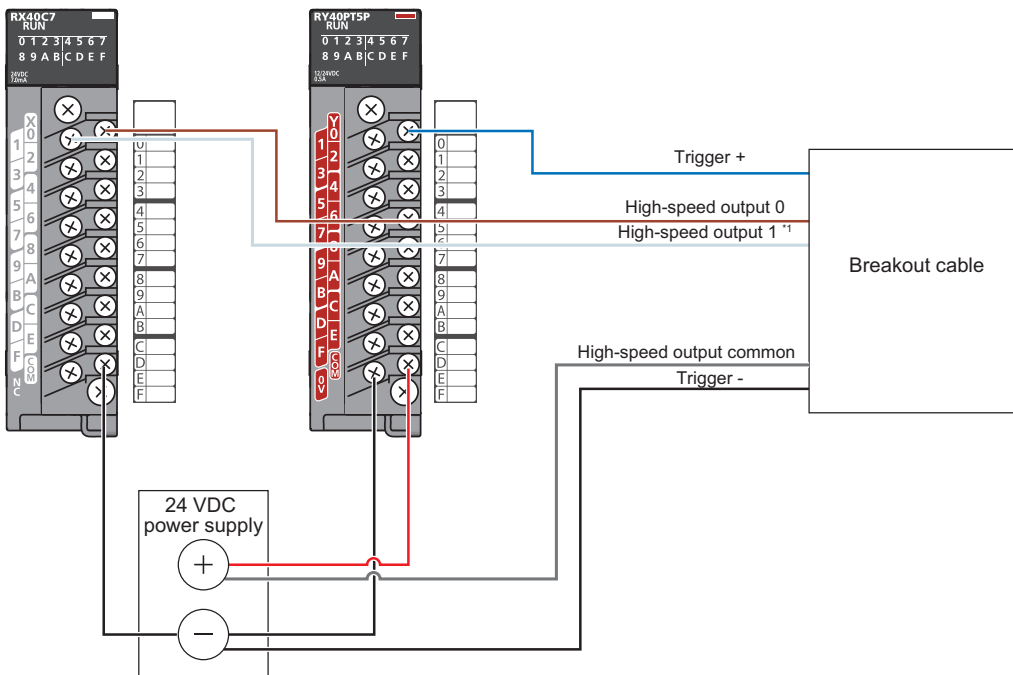 RX40C7
RUN
0 1 2 3 4 5 6 7
8 9 A B C D E F
24VDC
7.0mA
X
0
1
2
3
4
5
6
7
8
9
A
B
C
D
E
F
COM
NC
0
1
2
3
4
5
6
7
8
9
A
B
C
D
E
F
RY40PT5P
RUN
0 1 2 3 4 5 6 7
8 9 A B C D E F
12/24VDC
0.5A
Y
0
1
2
3
4
5
6
7
8
9
A
B
C
D
E
F
COM
0V
0
1
2
3
4
5
6
7
8
9
A
B
C
D
E
F
Trigger +
High-speed output 0
High-speed output 1 *1
High-speed output common
Trigger -
Breakout cable
24 VDC
power supply
+
−